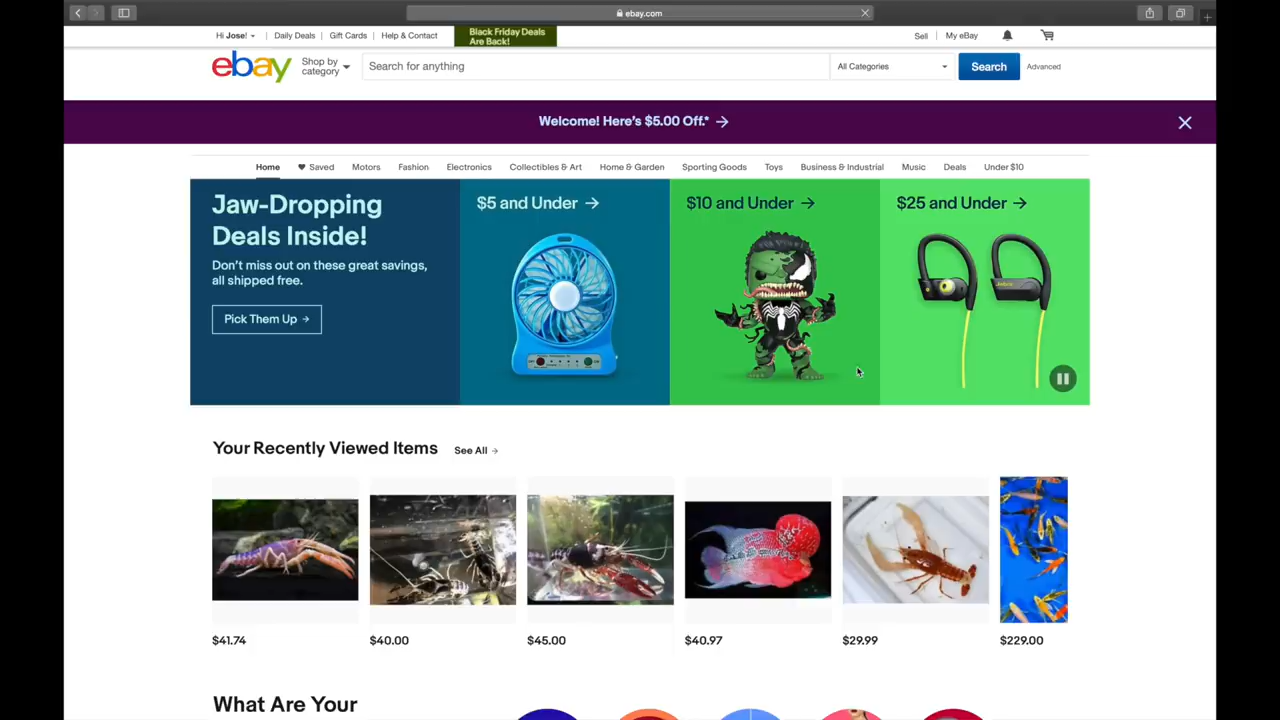 ebay.com
Hi Jose! Daily Deals Gift Cards Help & Contact
Black Friday Deals
Are Back!
Sell My eBay
ebay
Shop by
category
Search for anything
All Categories
Search
Advanced
Welcome! Here's $5.00 Off.*
Home Saved Motors Fashion Electronics Collectibles & Art Home & Garden Sporting Goods Toys Business & Industrial Music Deals Under $10
Jaw-Dropping
Deals Inside!
Don't miss out on these great savings,
all shipped free.
Pick Them Up
$5 and Under
$10 and Under
$25 and Under
Jabra
Your Recently Viewed Items See All
$41.74 $40.00 $45.00 $40.97 $29.99 $229.00
What Are Your